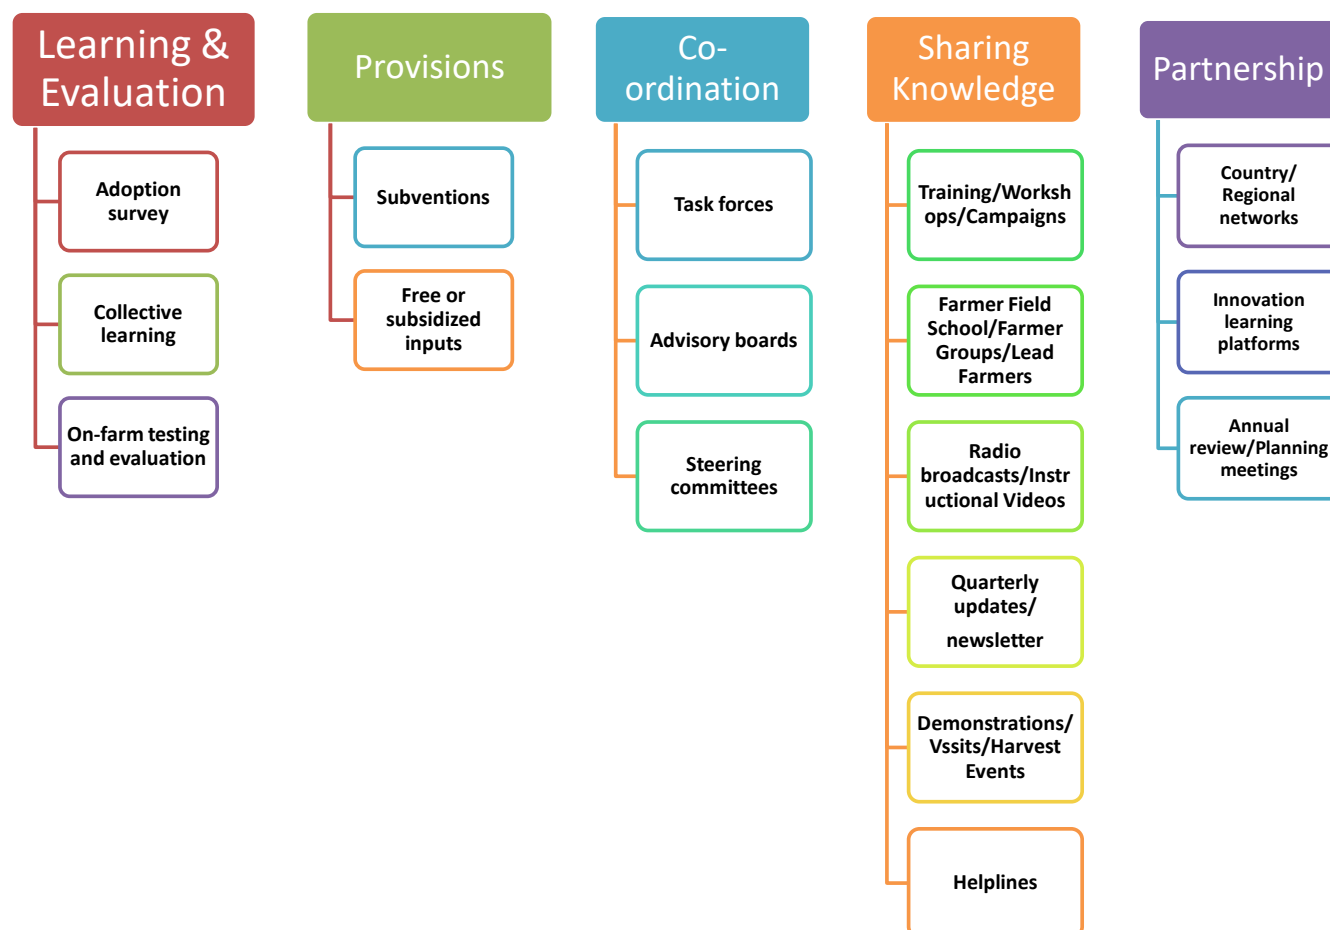 Learning &
Evaluation
Adoption
survey
Collective
learning
On-farm testing
and evaluation
Provisions
Subventions
Free or
subsidized
inputs
Co-
ordination
Task forces
Advisory boards
Steering
committees
Sharing
Knowledge
Training/Worksh
ops/Campaigns
Farmer Field
School/Farmer
Groups/Lead
Farmers
Radio
broadcasts/Instr
uctional Videos
Quarterly
updates/
newsletter
Demonstrations/
Vssits/Harvest
Events
Helplines
Partnership
Country/
Regional
networks
Innovation
learning
platforms
Annual
review/Planning
meetings